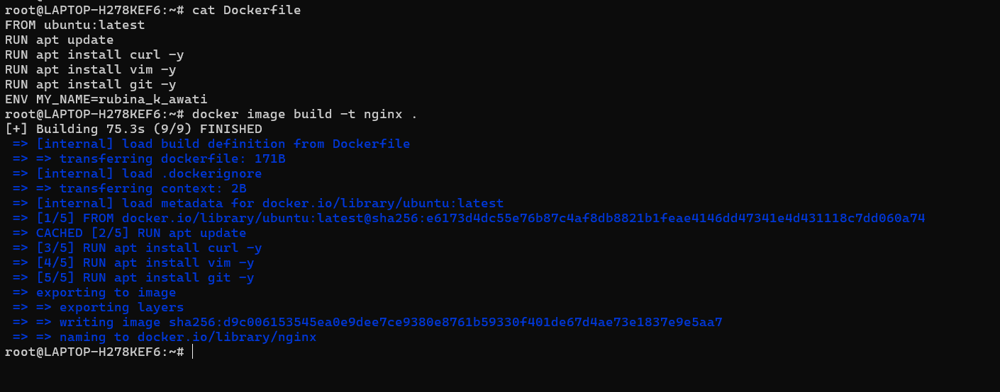 root@LAPTOP-H278KEF6:~# cat Dockerfile
FROM ubuntu:latest
RUN apt update
RUN apt install curl -y
RUN apt install vim -y
RUN apt install git -y
ENV MY_NAME=rubina_k_awati
root@LAPTOP-H278KEF6:~# docker image build -t nginx .
[+] Building 75.3s (9/9) FINISHED
=> [internal] load build definition from Dockerfile
=> => transferring dockerfile: 171B
=> [internal] load .dockerignore
=> => transferring context: 2B
=> [internal] load metadata for docker.io/library/ubuntu:latest
=> [1/5] FROM docker.io/library/ubuntu:latest@sha256:e6173d4dc55e76b87c4af8db8821b1feae4146dd47341e4d431118c7dd060a74
=> CACHED [2/5] RUN apt update
=> [3/5] RUN apt install curl -y
=> [4/5] RUN apt install vim -y
=> [5/5] RUN apt install git -y
=> exporting to image
=> => exporting layers
=> => writing image sha256:d9c006153545ea0e9dee7ce9380e8761b59330f401de67d4ae73e1837e9e5aa7
=> => naming to docker.io/library/nginx
root@LAPTOP-H278KEF6:~#